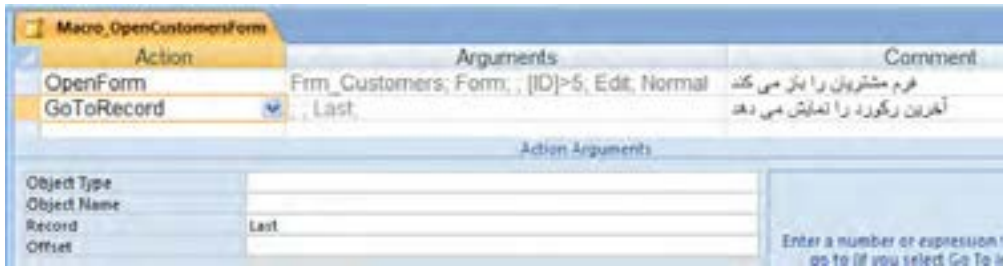 Macro_OpenCustomersForm
Action Arguments Comment
OpenForm Frm_Customers; Form; ; [ID]>5; Edit; Normal فرم مشتریان را باز می کند
GoToRecord ; ; Last; آخرین رکورد را نمایش می دهد
Action Arguments
Object Type
Object Name
Record Last
Offset
Enter a number or expression
go to (if you select Go To